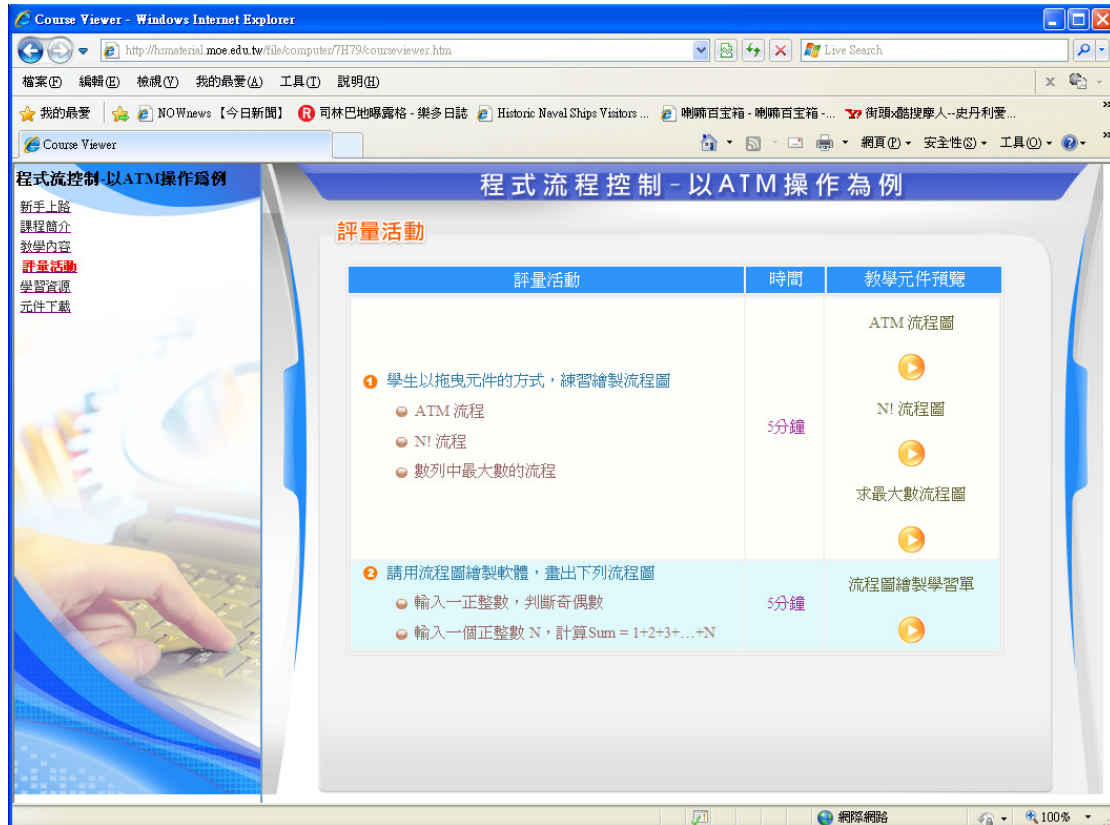 Course Viewer - Windows Internet Explorer
http://hsmaterial.moe.edu.tw/file/computer/7H79/courseviewer.htm
Live Search
檔案(F) 編輯(E) 檢視(V) 我的最愛(A) 工具(T) 說明(H)
我的最愛 NOWnews【今日新聞】 司林巴地曝露格 - 樂多日誌 Historic Naval Ships Visitors ... 喇嘛百宝箱 - 喇嘛百宝箱 -... 街頭x酷搜摩人--史丹利愛...
Course Viewer
網頁(P) 安全性(S) 工具(O)
程式流控制-以ATM操作為例
新手上路
課程簡介
教學內容
評量活動
學習資源
元件下載
程式流程控制-以ATM操作為例
評量活動
評量活動 時間 教學元件預覽
ATM 流程圖
1 學生以拖曳元件的方式，練習繪製流程圖
ATM 流程
N! 流程圖
N! 流程
5分鐘
數列中最大數的流程
求最大數流程圖
2 請用流程圖繪製軟體，畫出下列流程圖
流程圖繪製學習單
輸入一正整數，判斷奇偶數
5分鐘
輸入一個正整數 N，計算Sum = 1+2+3+…+N
網際網路 100%